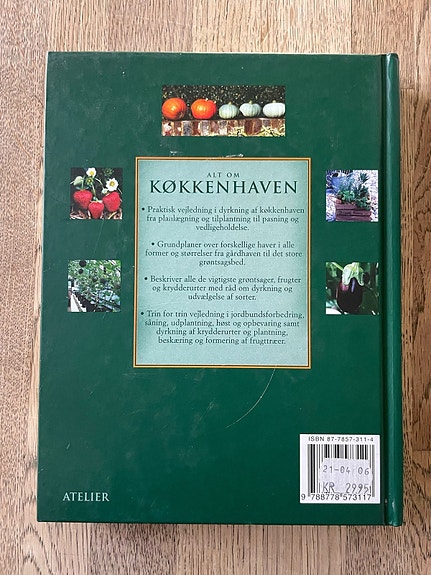 ALT OM
KØKKENHAVEN
• Praktisk vejledning i dyrkning af køkkenhaven
fra planlægning og tilplantning til pasning og
vedligeholdelse.
• Grundplaner over forskellige haver i alle
former og størrelser fra gårdhaven til det store
grøntsagsbed.
• Beskriver alle de vigtigste grøntsager, frugter
og krydderurter med råd om dyrkning og
udvælgelse af sorter.
• Trin for trin vejledning i jordbundsforbedring,
såning, udplantning, høst og opbevaring samt
dyrkning af krydderurter og plantning,
beskæring og formering af frugttræer.
ISBN 87-7857-311-4
21-04 06
KR 2995
9 788778 573117
ATELIER